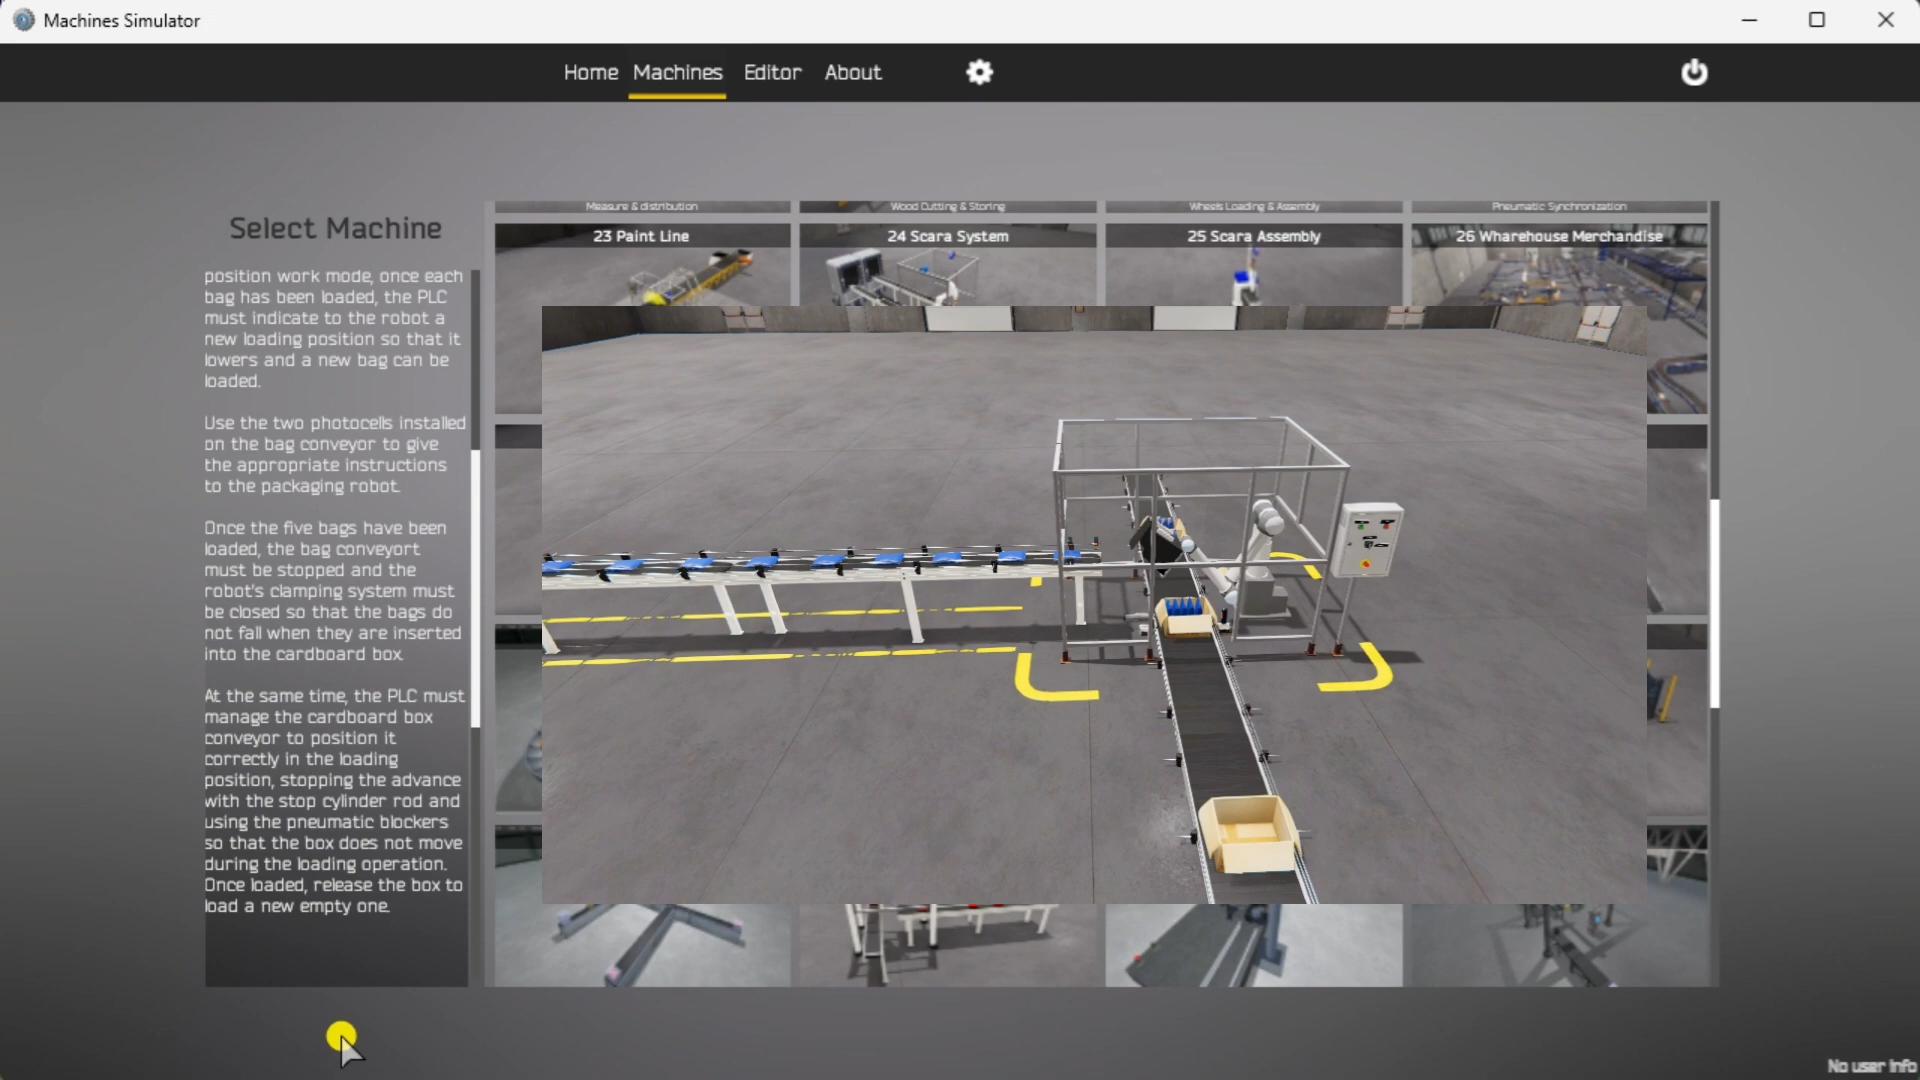 Machines Simulator
Home Machines Editor About
Select Machine
position work mode, once each
bag has been loaded, the PLC
must indicate to the robot a
new loading position so that it
lowers and a new bag can be
loaded.
Use the two photocells installed
on the bag conveyor to give
the appropriate instructions
to the packaging robot.
Once the five bags have been
loaded, the bag conveyort
must be stopped and the
robot's clamping system must
be closed so that the bags do
not fall when they are inserted
into the cardboard box.
At the same time, the PLC must
manage the cardboard box
conveyor to position it
correctly in the loading
position, stopping the advance
with the stop cylinder rod and
using the pneumatic blockers
so that the box does not move
during the loading operation.
Once loaded, release the box to
load a new empty one.
Measure & distribution
Wood Cutting & Storing
Wheels Loading & Assembly
Pneumatic Synchronization
23 Paint Line
24 Scara System
25 Scara Assembly
26 Wharehouse Merchandise
No user info